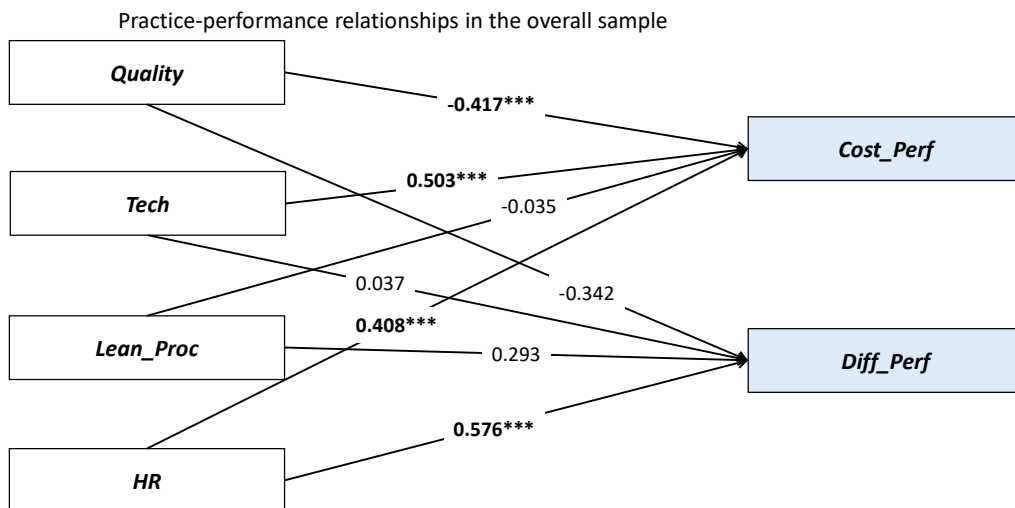 Practice-performance relationships in the overall sample
Quality
-0.417***
Cost_Perf
Tech
0.503***
-0.035
0.037
-0.342
Lean_Proc
0.408***
0.293
Diff_Perf
0.576***
HR